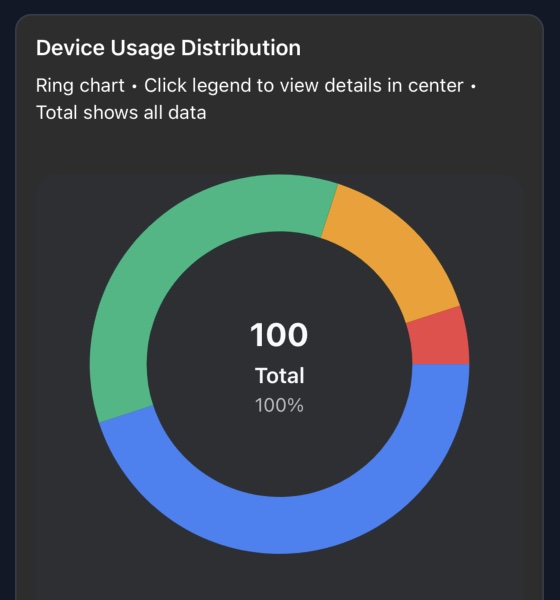 Device Usage Distribution
Ring chart • Click legend to view details in center •
Total shows all data
100
Total
100%